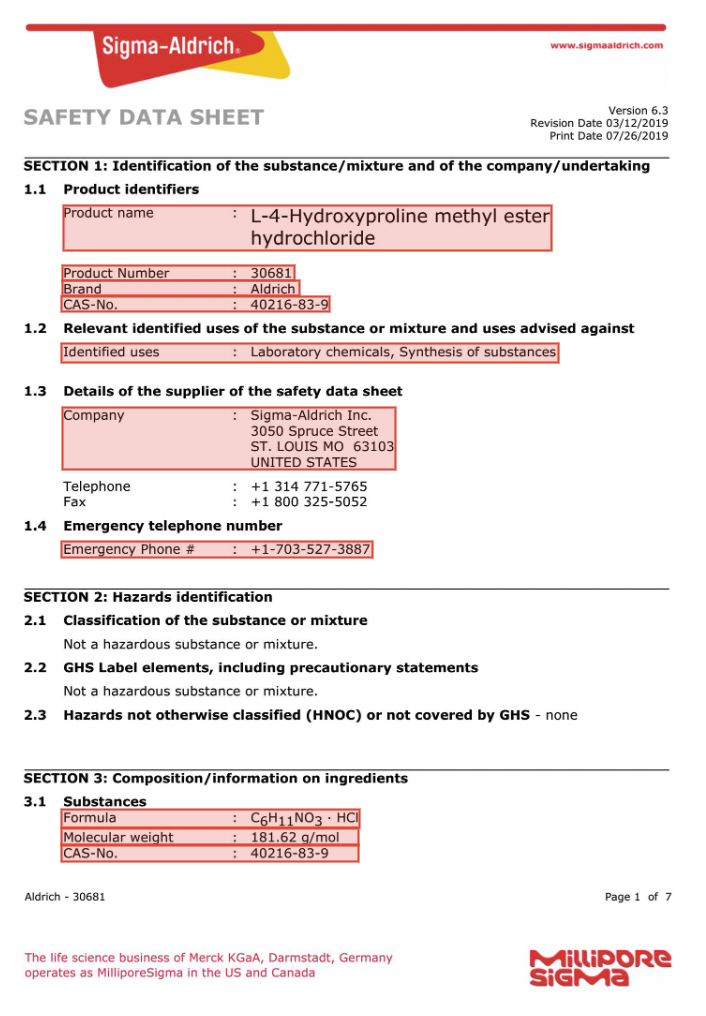 Sigma-Aldrich®
www.sigmaaldrich.com
SAFETY DATA SHEET
Version 6.3
Revision Date 03/12/2019
Print Date 07/26/2019
SECTION 1: Identification of the substance/mixture and of the company/undertaking
1.1 Product identifiers
Product name : L-4-Hydroxyproline methyl ester
hydrochloride
Product Number : 30681
Brand : Aldrich
CAS-No. : 40216-83-9
1.2 Relevant identified uses of the substance or mixture and uses advised against
Identified uses : Laboratory chemicals, Synthesis of substances
1.3 Details of the supplier of the safety data sheet
Company : Sigma-Aldrich Inc.
3050 Spruce Street
ST. LOUIS MO 63103
UNITED STATES
Telephone : +1 314 771-5765
Fax : +1 800 325-5052
1.4 Emergency telephone number
Emergency Phone # : +1-703-527-3887
SECTION 2: Hazards identification
2.1 Classification of the substance or mixture
Not a hazardous substance or mixture.
2.2 GHS Label elements, including precautionary statements
Not a hazardous substance or mixture.
2.3 Hazards not otherwise classified (HNOC) or not covered by GHS - none
SECTION 3: Composition/information on ingredients
3.1 Substances
Formula : C₆H₁₁NO₃ · HCl
Molecular weight : 181.62 g/mol
CAS-No. : 40216-83-9
Aldrich - 30681
Page 1 of 7
The life science business of Merck KGaA, Darmstadt, Germany
operates as MilliporeSigma in the US and Canada
Millipore
Sigma